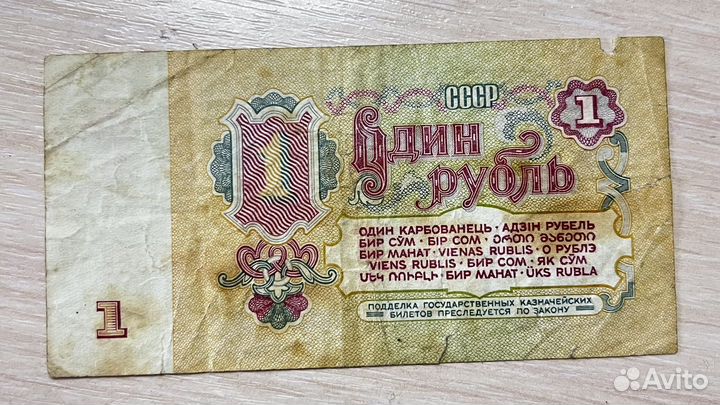 СССР
1
1
Один
рубль
ОДИН КАРБОВАНЕЦЬ · АДЗІН РУБЕЛЬ
БИР СЎМ · БІР СОМ · ᲔᲠᲗᲘ ᲛᲐᲜᲔᲗᲘ
БИР МАНАТ · VIENAS RUBLIS · О РУБЛЭ
VIENS RUBLIS · БИР СОМ · ЯК СЎМ
ՄԵԿ ՌՈՒԲԼԻ · БИР МАНАТ · ÜKS RUBLA
ПОДДЕЛКА ГОСУДАРСТВЕННЫХ КАЗНАЧЕЙСКИХ
БИЛЕТОВ ПРЕСЛЕДУЕТСЯ ПО ЗАКОНУ
1
Avito